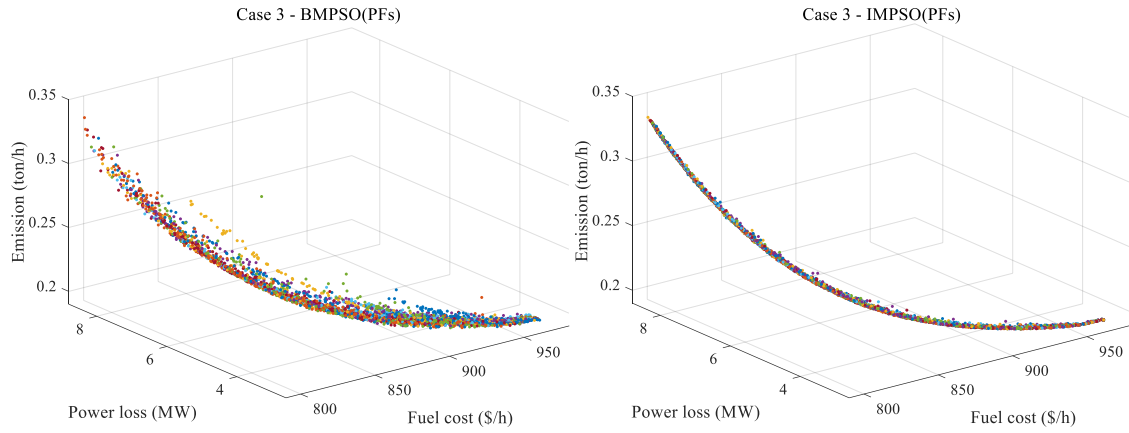 Case 3 - BMPSO(PFs)
0.35
0.3
0.25
0.2
Emission (ton/h)
8
6
4
Power loss (MW)
800
850
900
950
Fuel cost ($/h)
Case 3 - IMPSO(PFs)
0.35
0.3
0.25
0.2
Emission (ton/h)
8
6
4
Power loss (MW)
800
850
900
950
Fuel cost ($/h)